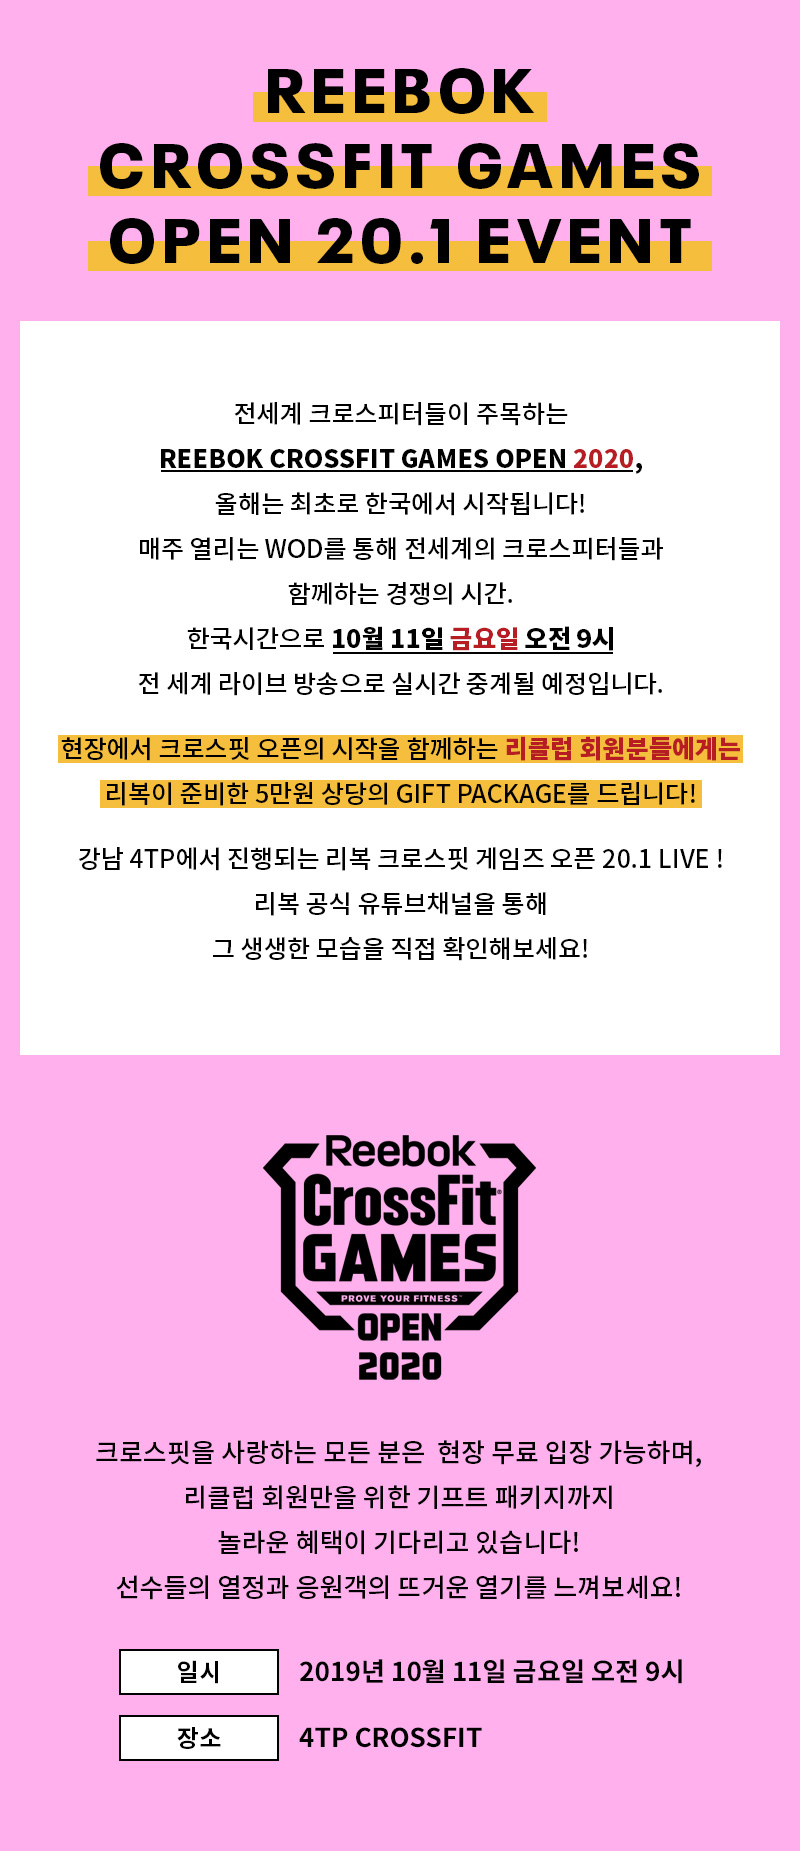 REEBOK
CROSSFIT GAMES
OPEN 20.1 EVENT
전세계 크로스피터들이 주목하는
REEBOK CROSSFIT GAMES OPEN 2020,
올해는 최초로 한국에서 시작됩니다!
매주 열리는 WOD를 통해 전세계의 크로스피터들과
함께하는 경쟁의 시간.
한국시간으로 10월 11일 금요일 오전 9시
전 세계 라이브 방송으로 실시간 중계될 예정입니다.
현장에서 크로스핏 오픈의 시작을 함께하는 리클럽 회원분들에게는
리복이 준비한 5만원 상당의 GIFT PACKAGE를 드립니다!
강남 4TP에서 진행되는 리복 크로스핏 게임즈 오픈 20.1 LIVE !
리복 공식 유튜브채널을 통해
그 생생한 모습을 직접 확인해보세요!
Reebok
CrossFit®
GAMES
PROVE YOUR FITNESS™
OPEN
2020
크로스핏을 사랑하는 모든 분은 현장 무료 입장 가능하며,
리클럽 회원만을 위한 기프트 패키지까지
놀라운 혜택이 기다리고 있습니다!
선수들의 열정과 응원객의 뜨거운 열기를 느껴보세요!
일시 2019년 10월 11일 금요일 오전 9시
장소 4TP CROSSFIT